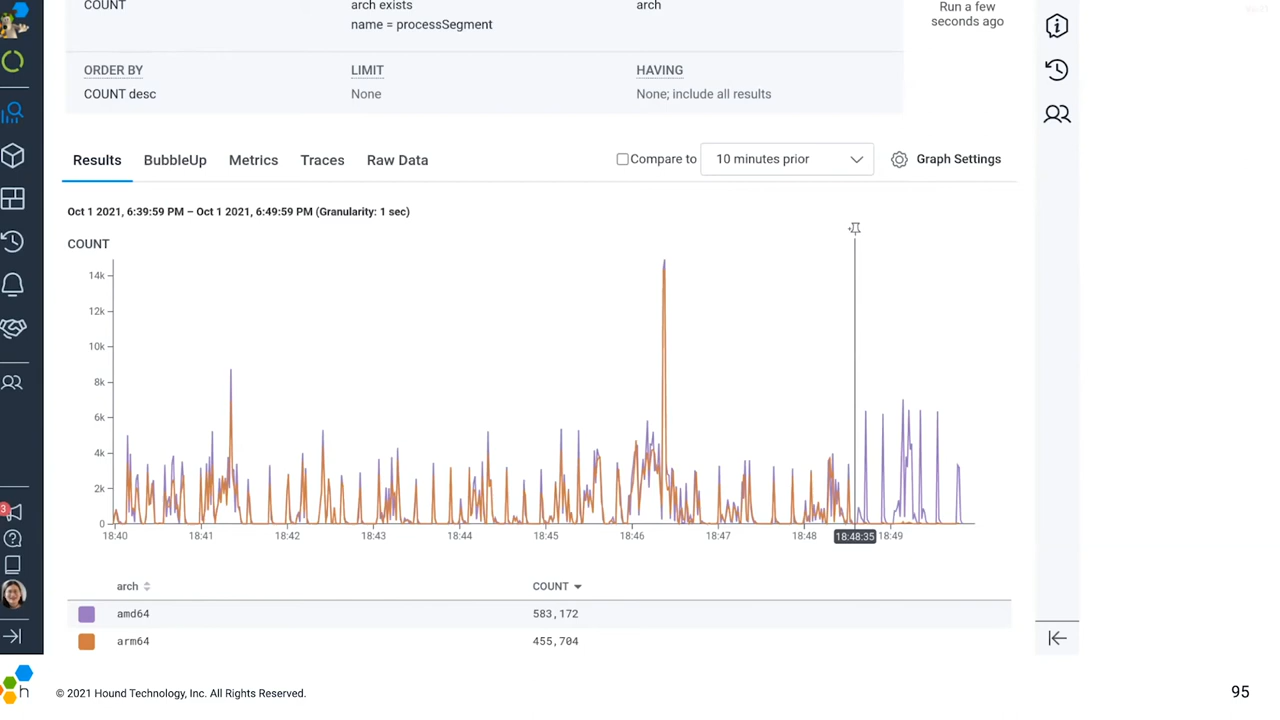 COUNT
arch exists
arch
name = processSegment
Run a few
seconds ago
ORDER BY
LIMIT
HAVING
COUNT desc
None
None; include all results
Results
BubbleUp
Metrics
Traces
Raw Data
Compare to
10 minutes prior
Graph Settings
Oct 1 2021, 6:39:59 PM – Oct 1 2021, 6:49:59 PM (Granularity: 1 sec)
COUNT
14k
12k
10k
8k
6k
4k
2k
0
18:40
18:41
18:42
18:43
18:44
18:45
18:46
18:47
18:48
18:48:35
18:49
arch
COUNT
amd64
583,172
arm64
455,704
3
h
© 2021 Hound Technology, Inc. All Rights Reserved.
95